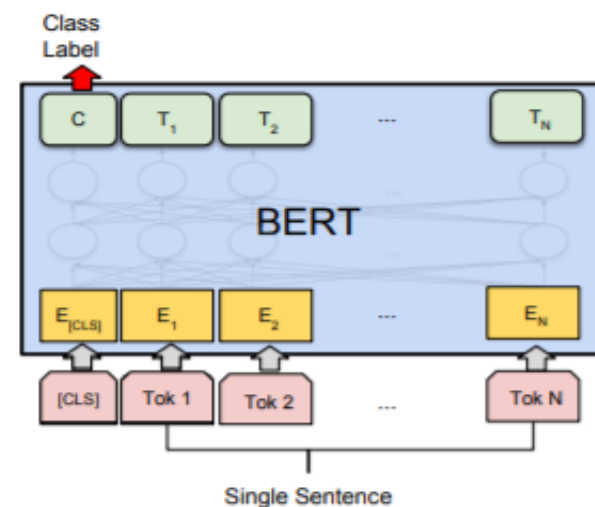 Class
Label
C T1 T2 --- TN
...
BERT
...
E[CLS] E1 E2 --- EN
[CLS] Tok 1 Tok 2 ... Tok N
Single Sentence